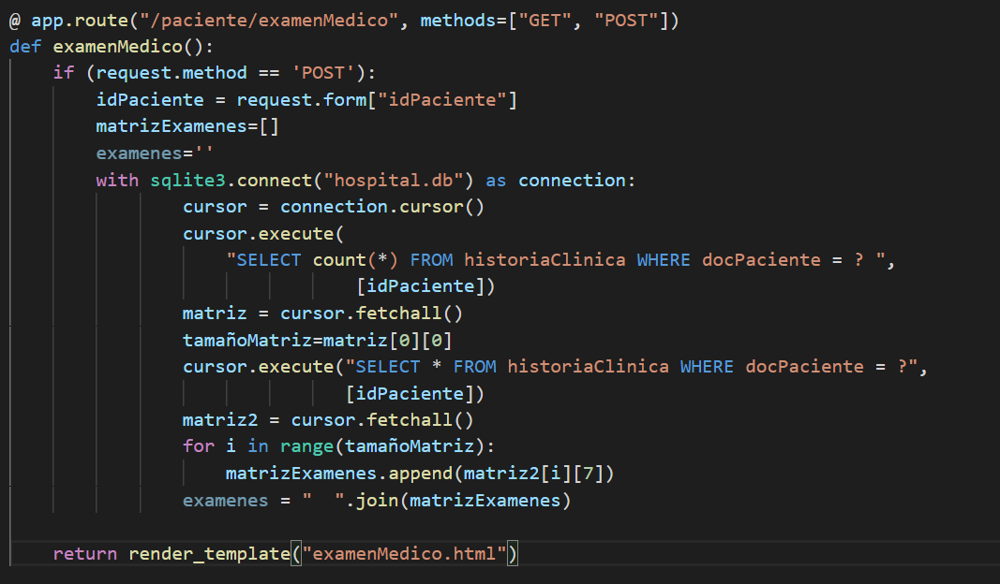 @ app.route("/paciente/examenMedico", methods=["GET", "POST"])
def examenMedico():
    if (request.method == 'POST'):
        idPaciente = request.form["idPaciente"]
        matrizExamenes=[]
        examenes=''
        with sqlite3.connect("hospital.db") as connection:
                cursor = connection.cursor()
                cursor.execute(
                    "SELECT count(*) FROM historiaClinica WHERE docPaciente = ? ",
                                [idPaciente])
                matriz = cursor.fetchall()
                tamañoMatriz=matriz[0][0]
                cursor.execute("SELECT * FROM historiaClinica WHERE docPaciente = ?",
                               [idPaciente])
                matriz2 = cursor.fetchall()
                for i in range(tamañoMatriz):
                    matrizExamenes.append(matriz2[i][7])
                examenes = "  ".join(matrizExamenes)
    return render_template("examenMedico.html")